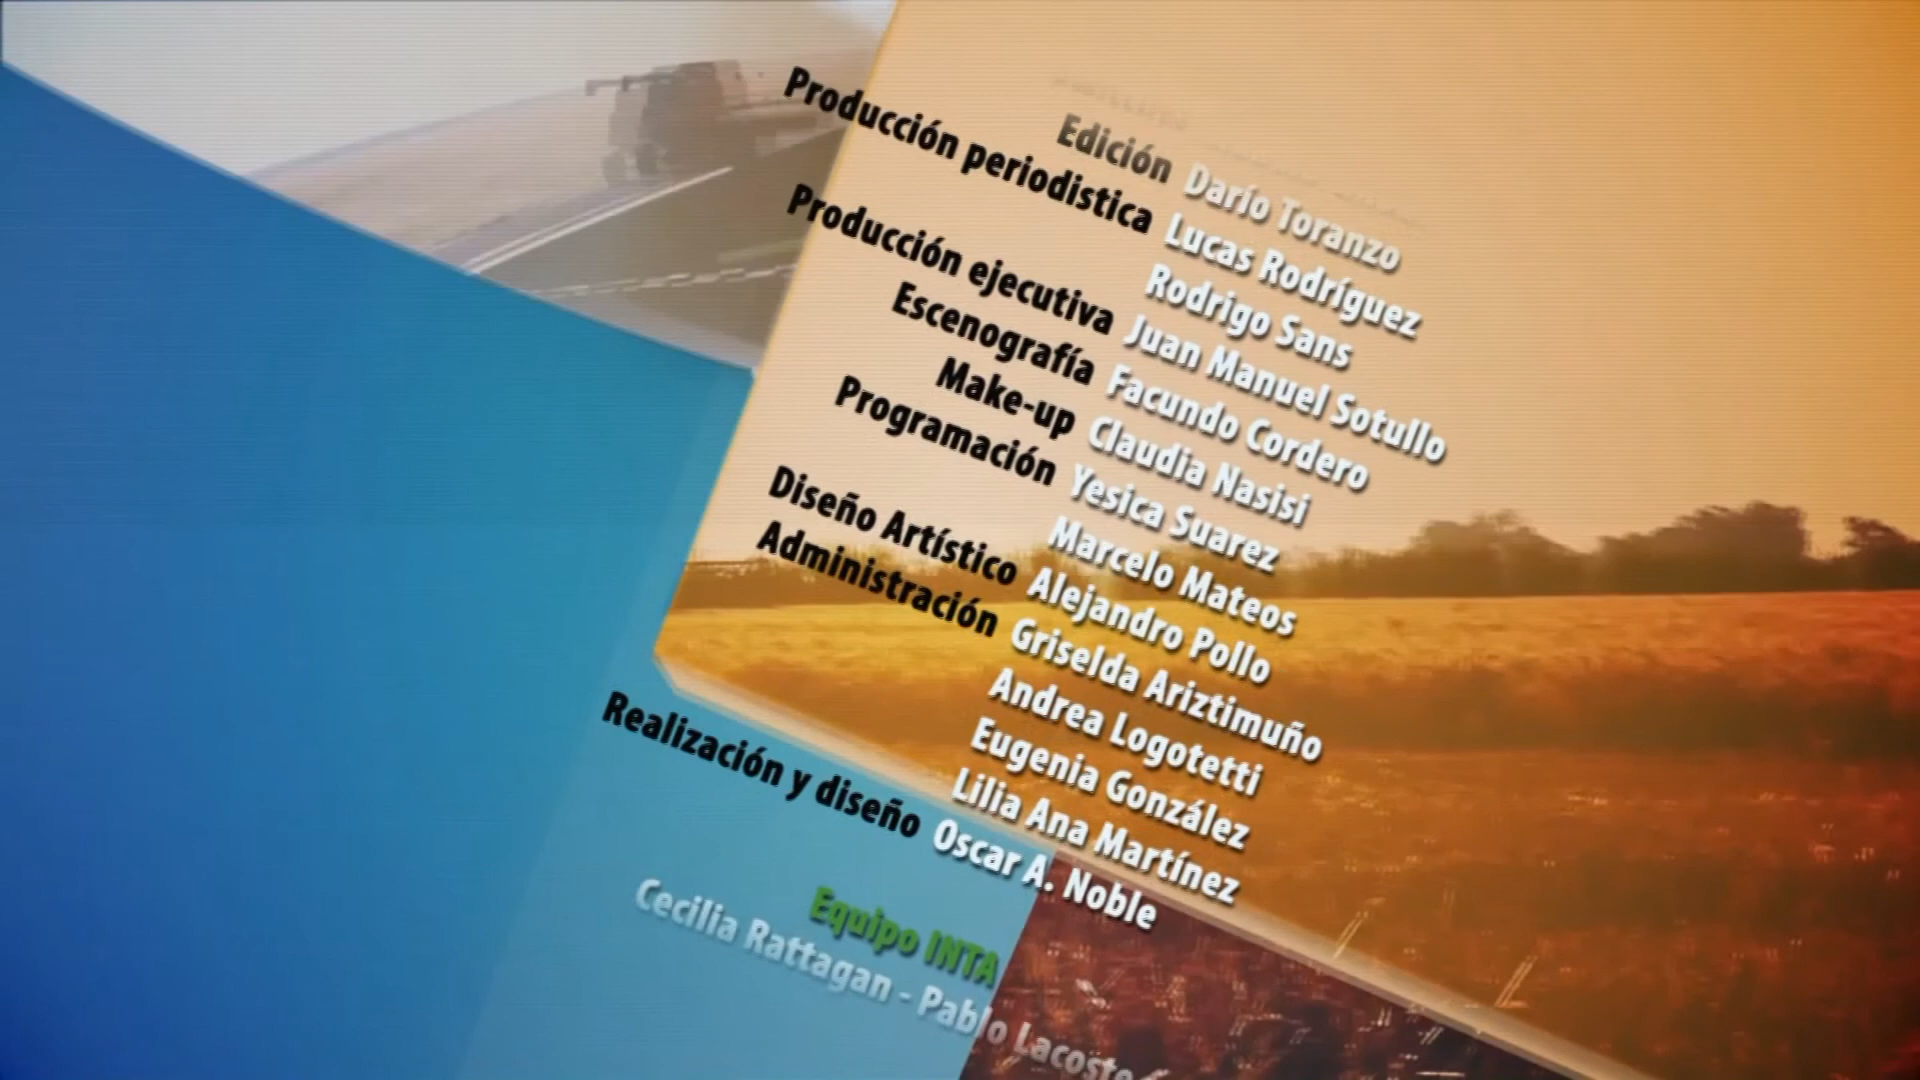 Edición Darío Toranzo
Producción periodistica Lucas Rodríguez
Rodrigo Sans
Producción ejecutiva Juan Manuel Sotullo
Escenografía Facundo Cordero
Make-up Claudia Nasisi
Programación Yesica Suarez
Marcelo Mateos
Diseño Artístico Alejandro Pollo
Administración Griselda Ariztimuño
Andrea Logotetti
Eugenia González
Lilia Ana Martínez
Realización y diseño Oscar A. Noble
Equipo INTA
Cecilia Rattagan - Pablo Lacoste